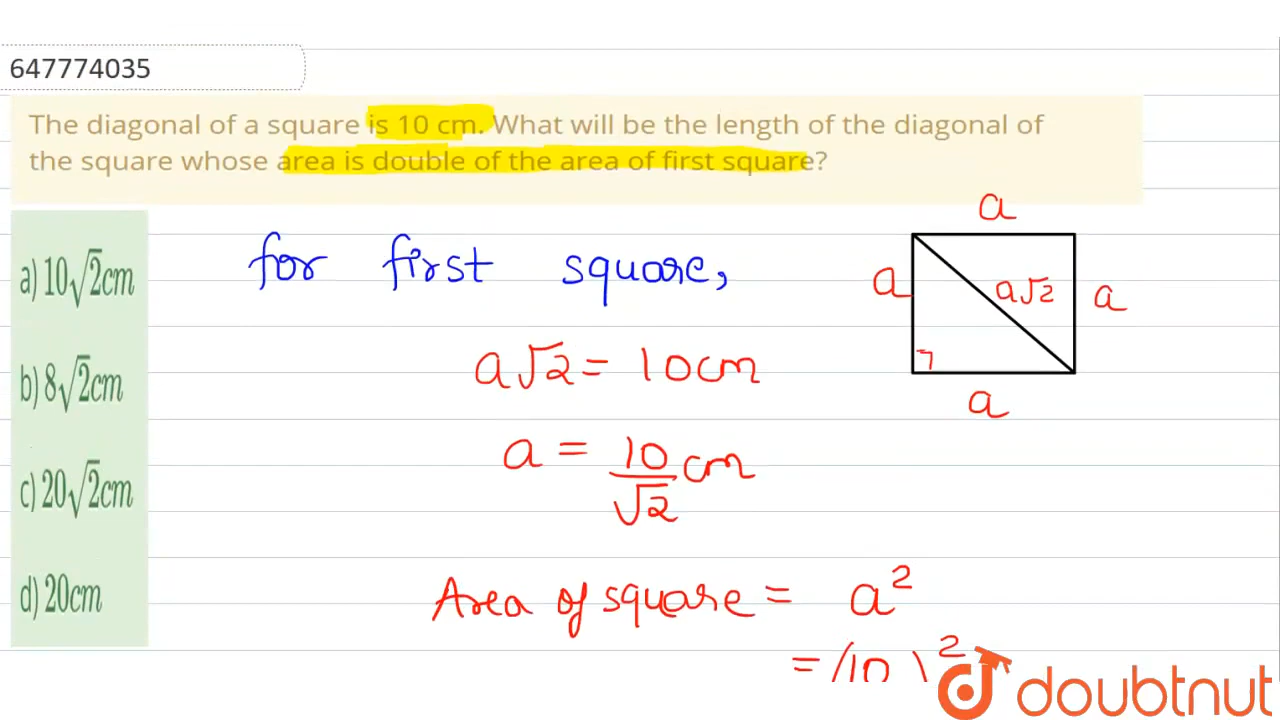 647774035
The diagonal of a square is 10 cm. What will be the length of the diagonal of
the square whose area is double of the area of first square?
a) 10√2cm
b) 8√2cm
c) 20√2cm
d) 20cm
for first square,
a√2 = 10cm
a = 10/√2 cm
Area of square = a²
= (10 )²
a
a
a√2
a
a
doubtnut